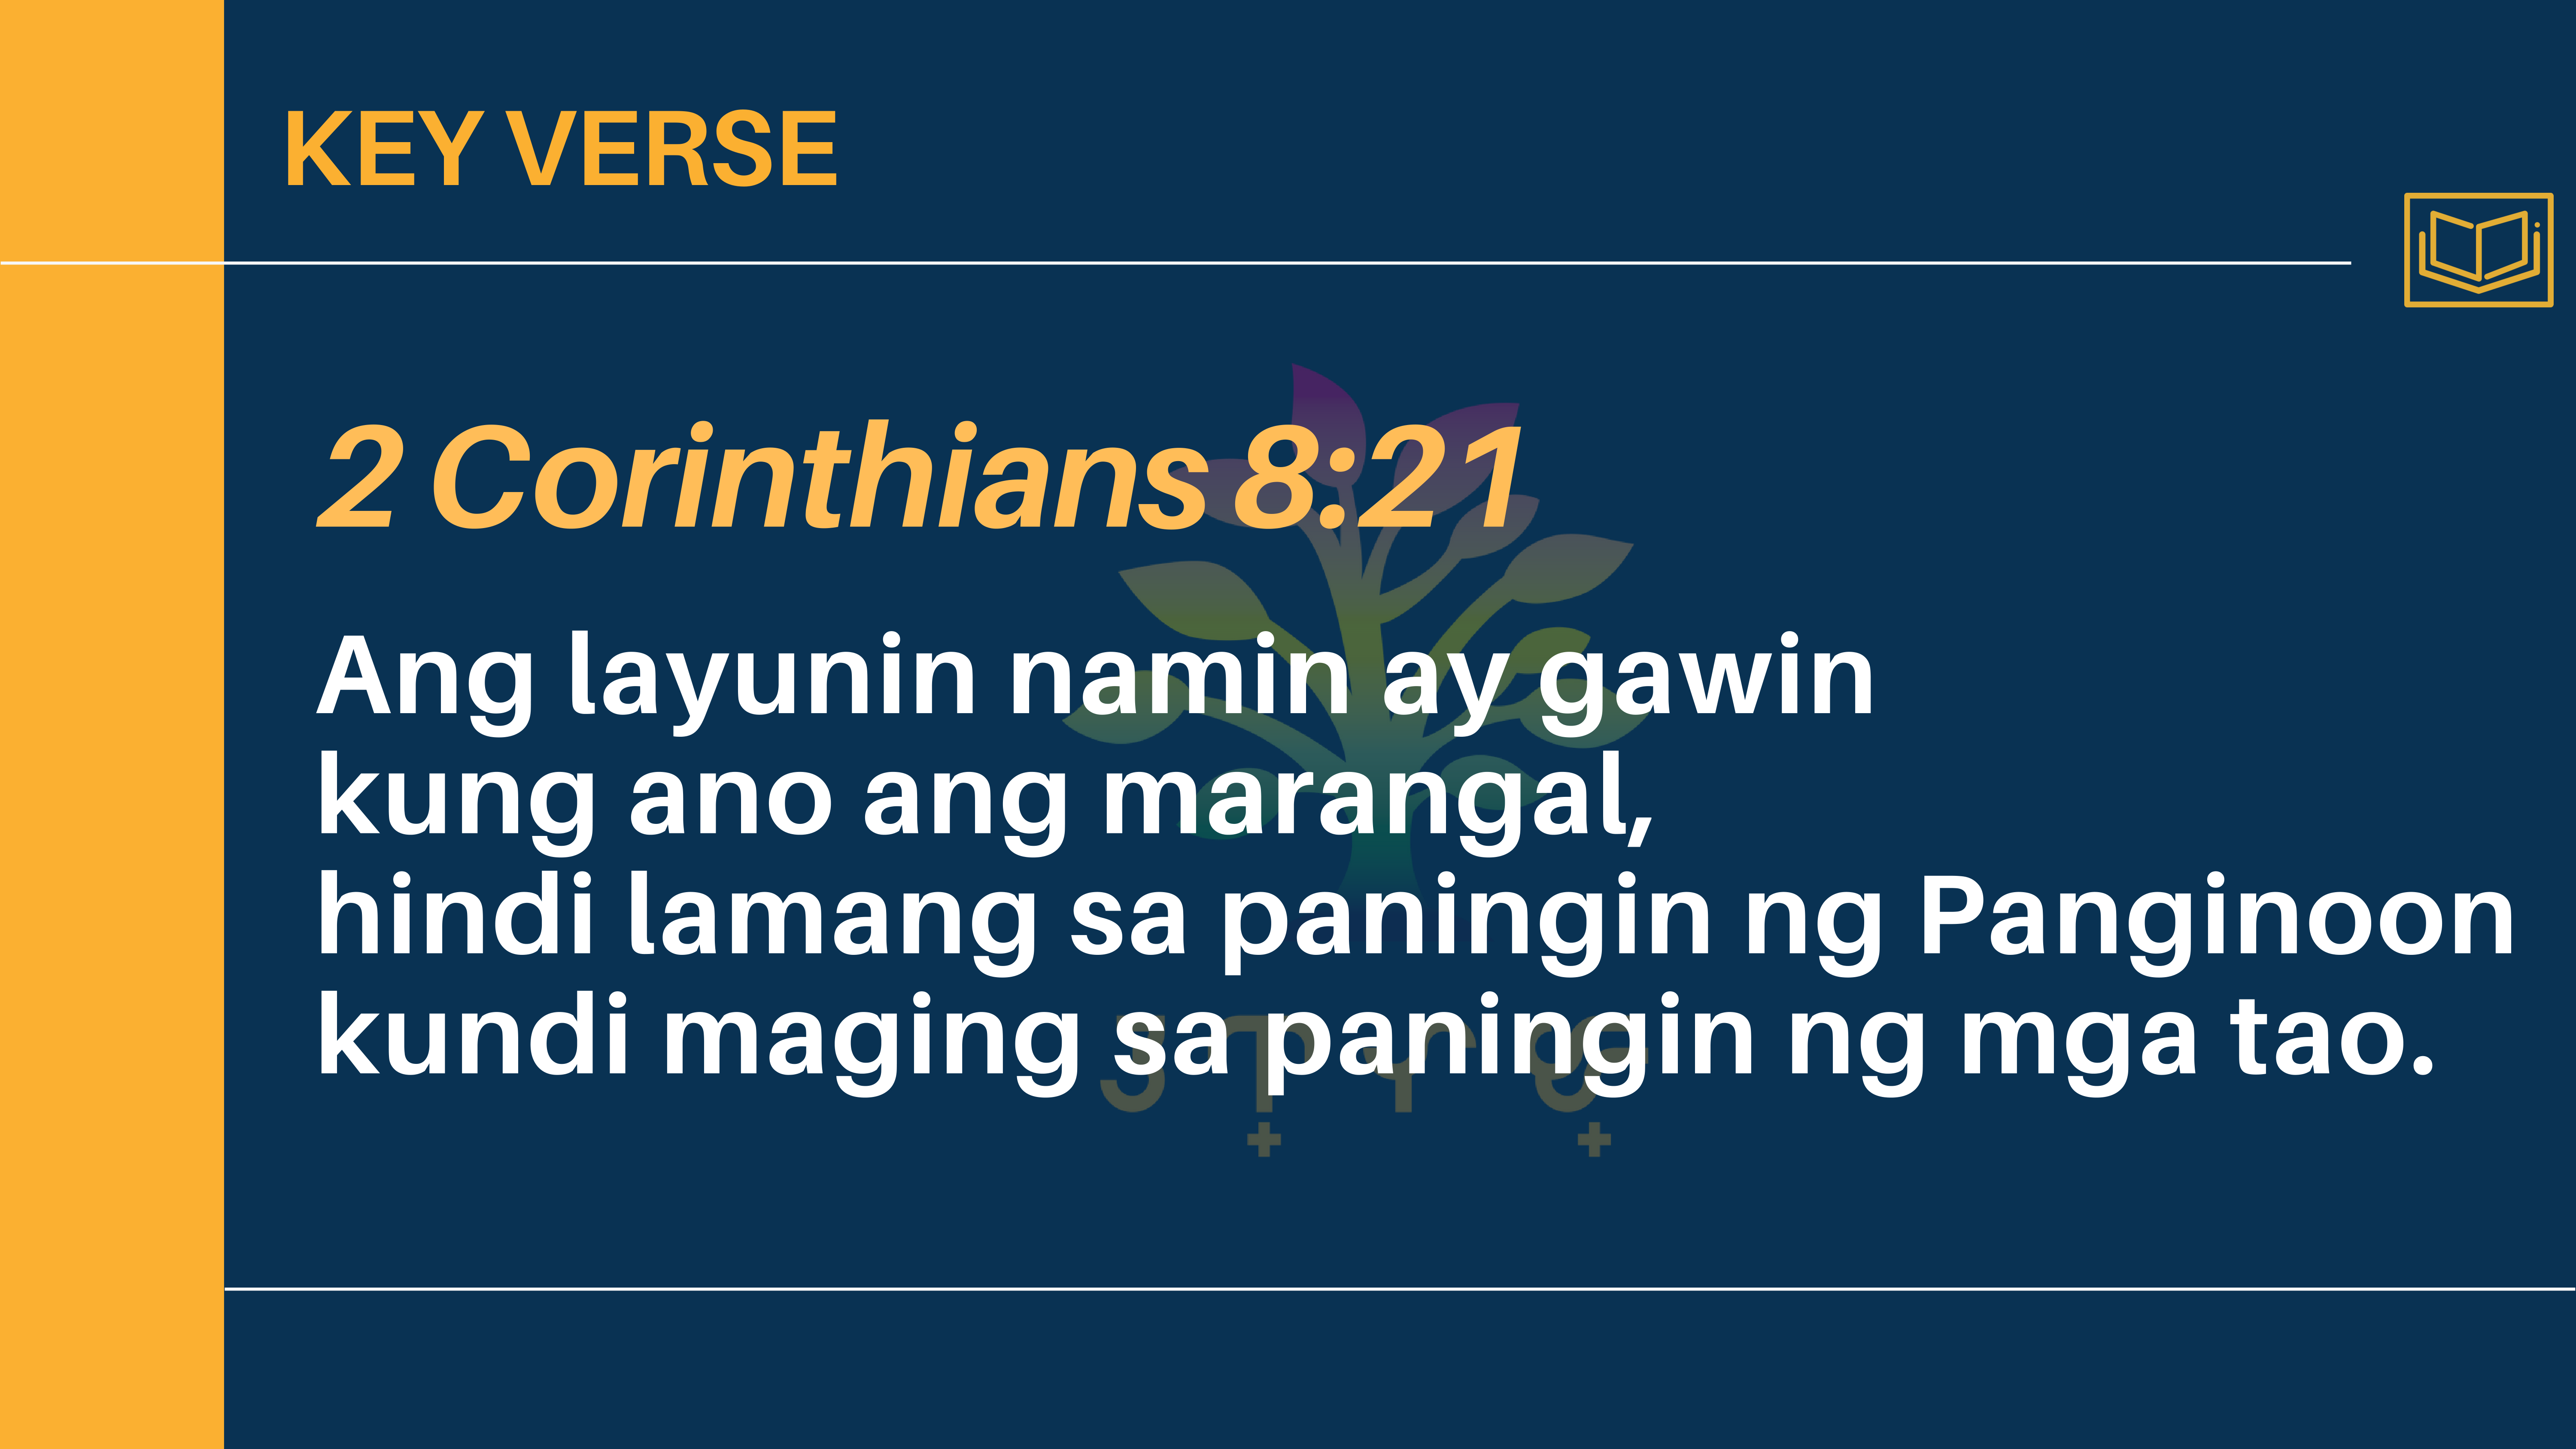 KEY VERSE
2 Corinthians 8:21
Ang layunin namin ay gawin
kung ano ang marangal,
hindi lamang sa paningin ng Panginoon
kundi maging sa paningin ng mga tao.